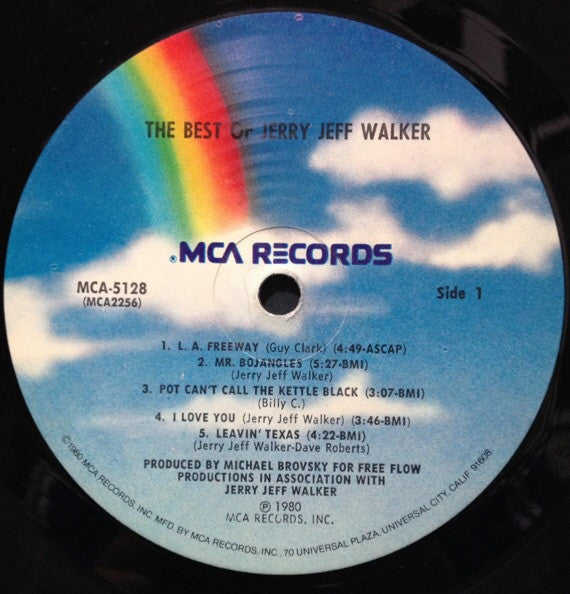 THE BEST OF JERRY JEFF WALKER
®MCA RECORDS
MCA-5128
(MCA2256)
Side 1
1. L. A. FREEWAY (Guy Clark) (4:49-ASCAP)
2. MR. BOJANGLES (5:27-BMI)
(Jerry Jeff Walker)
3. POT CAN'T CALL THE KETTLE BLACK (3:07-BMI)
(Billy C.)
4. I LOVE YOU (Jerry Jeff Walker) (3:46-BMI)
5. LEAVIN' TEXAS (4:22-BMI)
(Jerry Jeff Walker-Dave Roberts)
PRODUCED BY MICHAEL BROVSKY FOR FREE FLOW
PRODUCTIONS IN ASSOCIATION WITH
JERRY JEFF WALKER
℗ 1980
MCA RECORDS, INC.
©1980 MCA RECORDS, INC. MFD. BY MCA RECORDS, INC., 70 UNIVERSAL PLAZA, UNIVERSAL CITY, CALIF. 91608